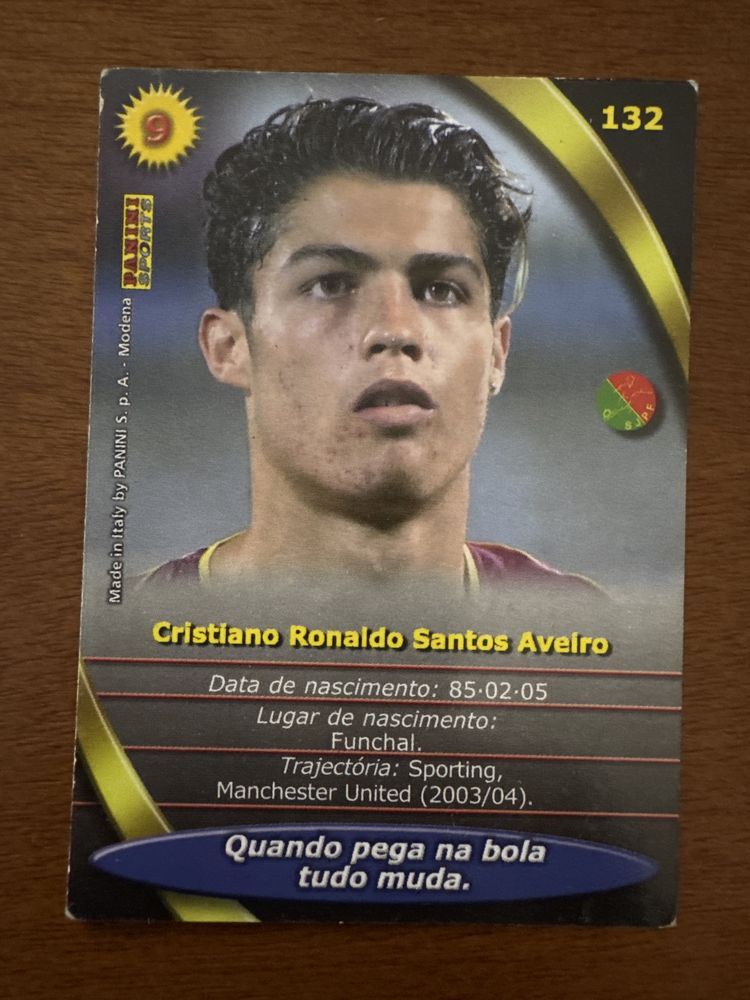 9
132
PANINI
SPORTS
Made in Italy by PANINI S. p. A. - Modena
S J P F
Cristiano Ronaldo Santos Aveiro
Data de nascimento: 85·02·05
Lugar de nascimento:
Funchal.
Trajectória: Sporting,
Manchester United (2003/04).
Quando pega na bola
tudo muda.